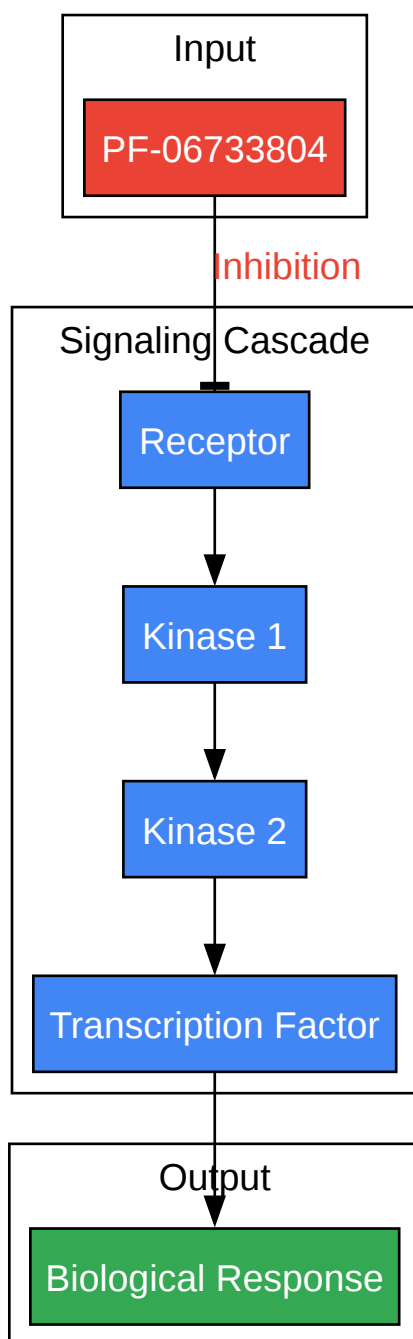 Input
PF-06733804
Inhibition
Signaling Cascade
Receptor
Kinase 1
Kinase 2
Transcription Factor
Output
Biological Response